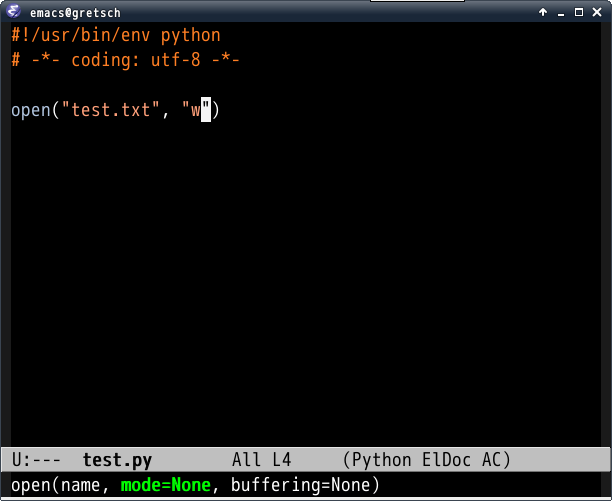 emacs@gretsch
#!/usr/bin/env python
# -*- coding: utf-8 -*-
open("test.txt", "w")
U:--- test.py All L4 (Python ElDoc AC)
open(name, mode=None, buffering=None)